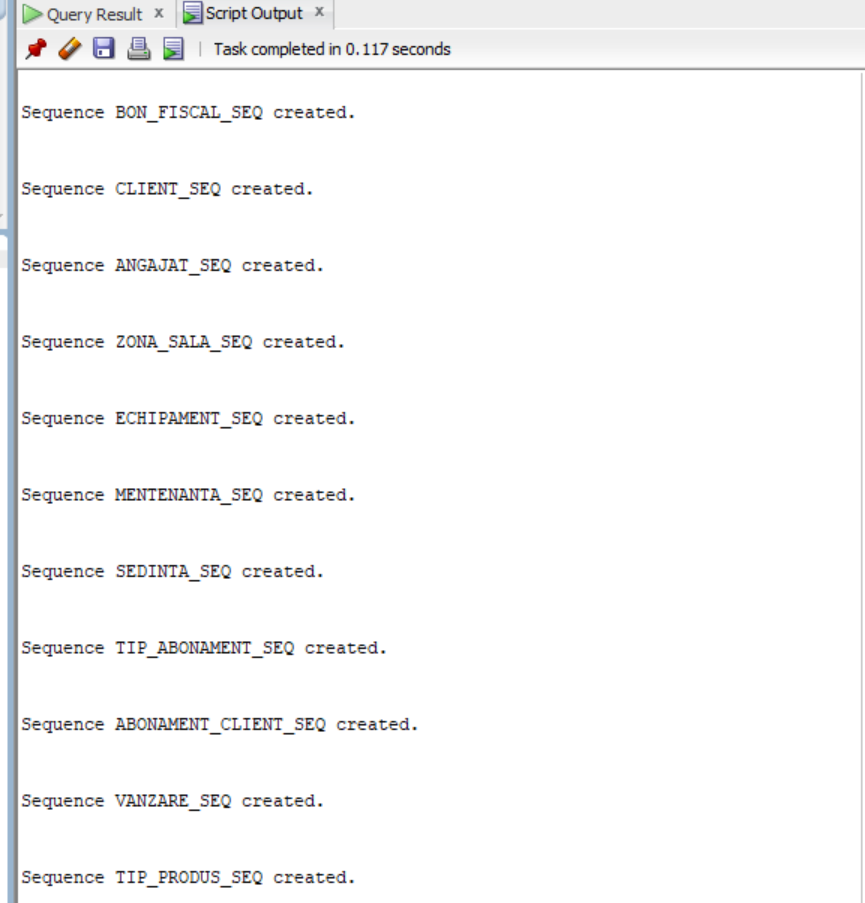 Query Result x Script Output x
Task completed in 0.117 seconds
Sequence BON_FISCAL_SEQ created.
Sequence CLIENT_SEQ created.
Sequence ANGAJAT_SEQ created.
Sequence ZONA_SALA_SEQ created.
Sequence ECHIPAMENT_SEQ created.
Sequence MENTENANTA_SEQ created.
Sequence SEDINTA_SEQ created.
Sequence TIP_ABONAMENT_SEQ created.
Sequence ABONAMENT_CLIENT_SEQ created.
Sequence VANZARE_SEQ created.
Sequence TIP_PRODUS_SEQ created.